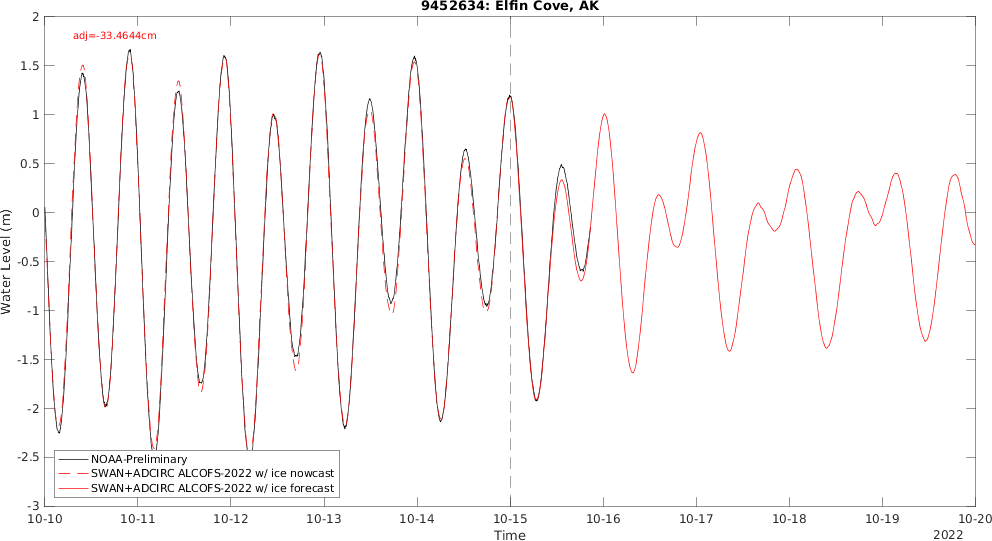 9452634: Elfin Cove, AK
adj=-33.4644cm
2
1.5
1
0.5
0
-0.5
-1
-1.5
-2
-2.5
-3
Water Level (m)
NOAA-Preliminary
SWAN+ADCIRC ALCOFS-2022 w/ ice nowcast
SWAN+ADCIRC ALCOFS-2022 w/ ice forecast
10-10 10-11 10-12 10-13 10-14 10-15 10-16 10-17 10-18 10-19 10-20
Time
2022